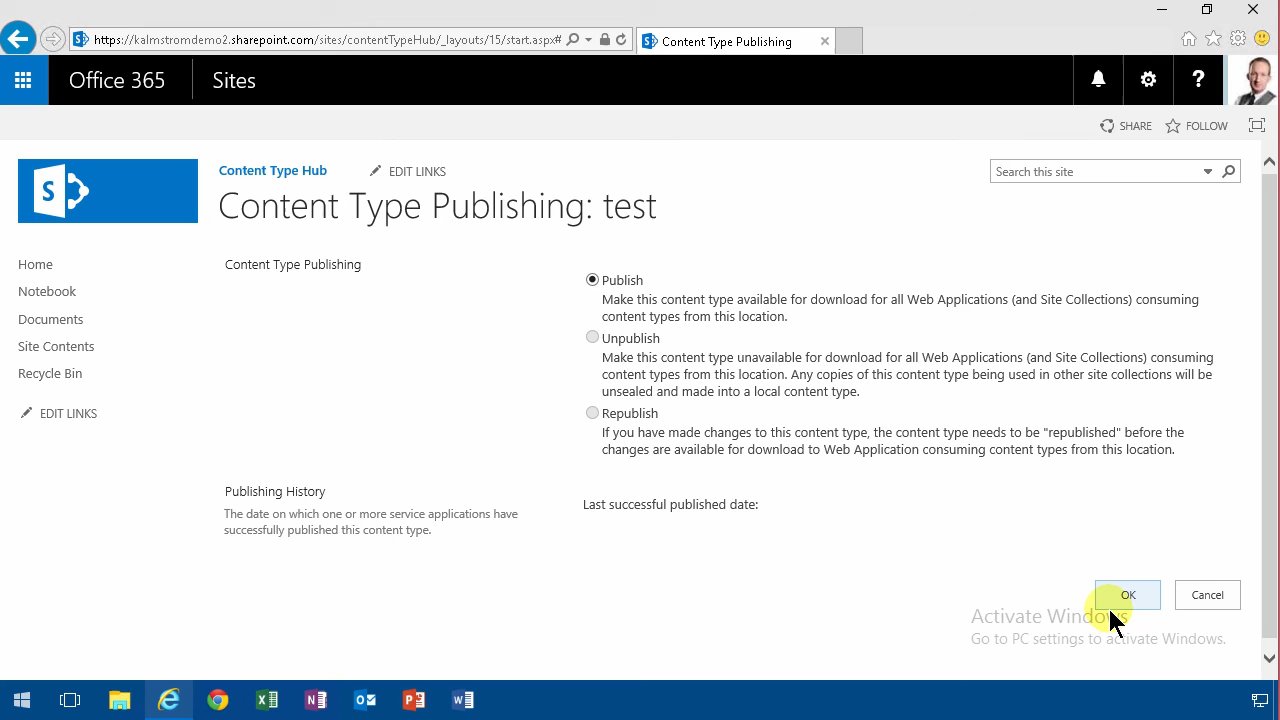 https://kalmstromdemo2.sharepoint.com/sites/contentTypeHub/_layouts/15/start.aspx#
Content Type Publishing
Office 365
Sites
?
SHARE
FOLLOW
S
Content Type Hub
EDIT LINKS
Search this site
Content Type Publishing: test
Home
Notebook
Documents
Site Contents
Recycle Bin
EDIT LINKS
Content Type Publishing
Publish
Make this content type available for download for all Web Applications (and Site Collections) consuming
content types from this location.
Unpublish
Make this content type unavailable for download for all Web Applications (and Site Collections) consuming
content types from this location. Any copies of this content type being used in other site collections will be
unsealed and made into a local content type.
Republish
If you have made changes to this content type, the content type needs to be "republished" before the
changes are available for download to Web Application consuming content types from this location.
Publishing History
The date on which one or more service applications have
successfully published this content type.
Last successful published date:
OK
Cancel
Activate Windows
Go to PC settings to activate Windows.